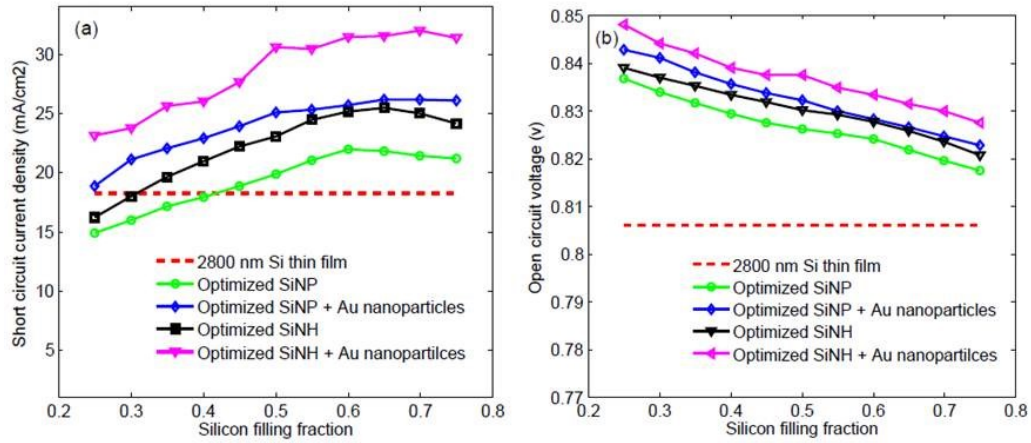 (a)
Short circuit current density (mA/cm2)
30
25
20
15
10
5
2800 nm Si thin film
Optimized SiNP
Optimized SiNP + Au nanoparticles
Optimized SiNH
Optimized SiNH + Au nanopartilces
0.2 0.3 0.4 0.5 0.6 0.7 0.8
Silicon filling fraction
(b)
Open circuit voltage (v)
0.85
0.84
0.83
0.82
0.81
0.8
0.79
0.78
0.77
2800 nm Si thin film
Optimized SiNP
Optimized SiNP + Au nanoparticles
Optimized SiNH
Optimized SiNH + Au nanopartilces
0.2 0.3 0.4 0.5 0.6 0.7 0.8
Silicon filling fraction